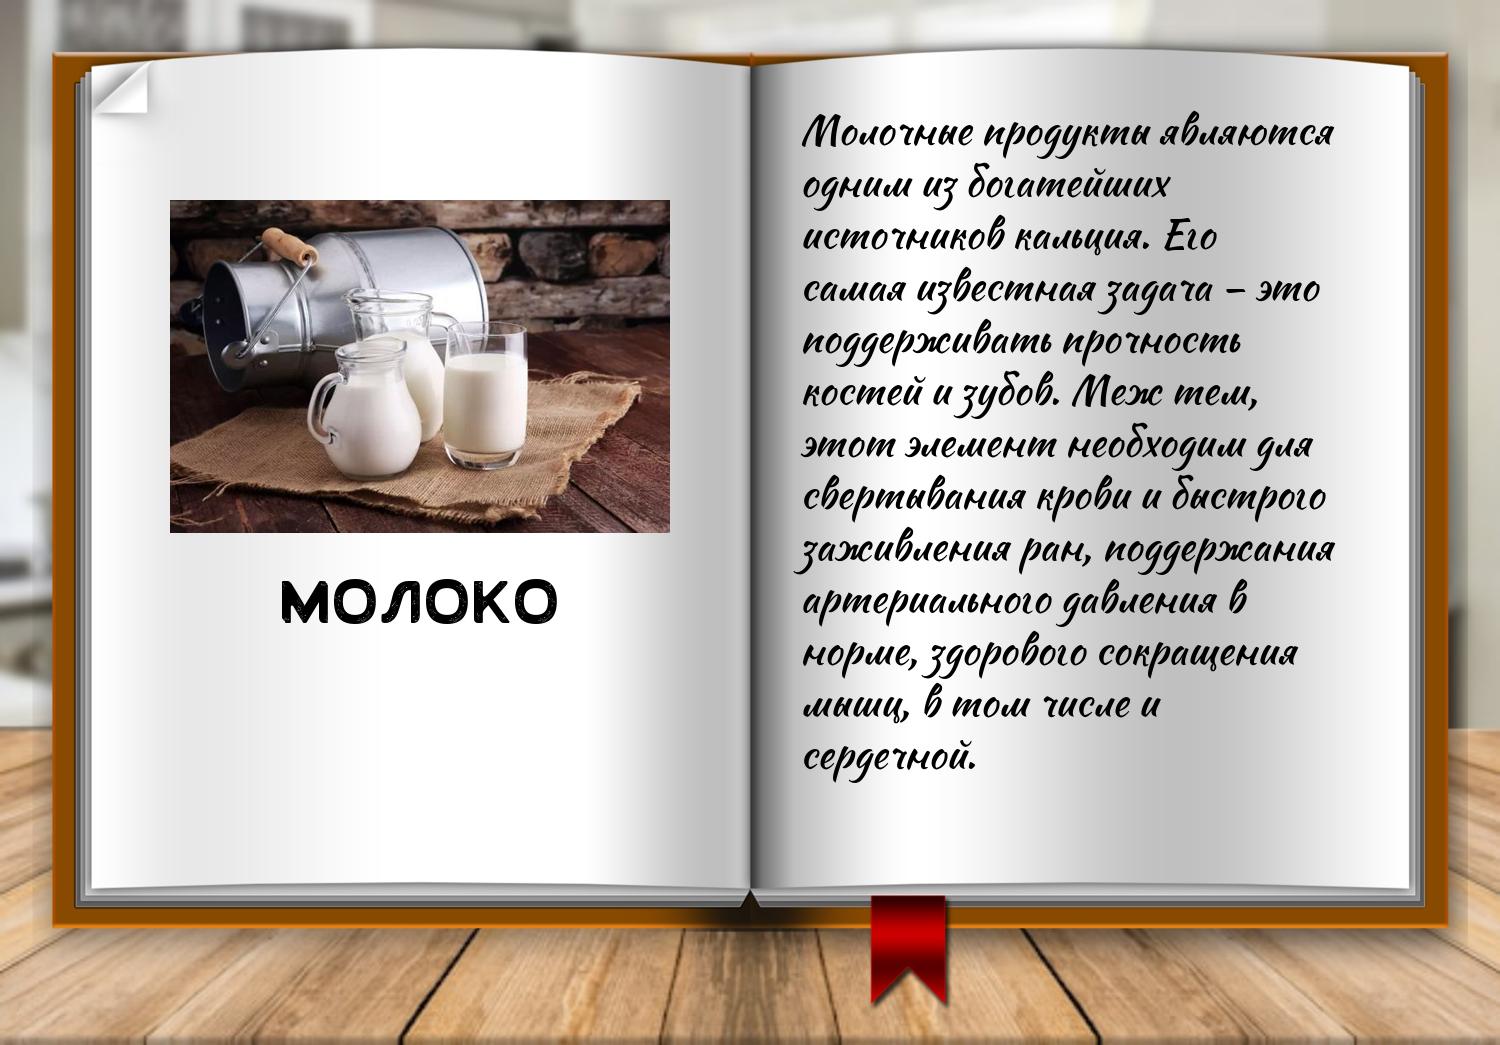 МОЛОКО
Молочные продукты являются
одним из богатейших
источников кальция. Его
самая известная задача – это
поддерживать прочность
костей и зубов. Меж тем,
этот элемент необходим для
свертывания крови и быстрого
заживления ран, поддержания
артериального давления в
норме, здорового сокращения
мышц, в том числе и
сердечной.